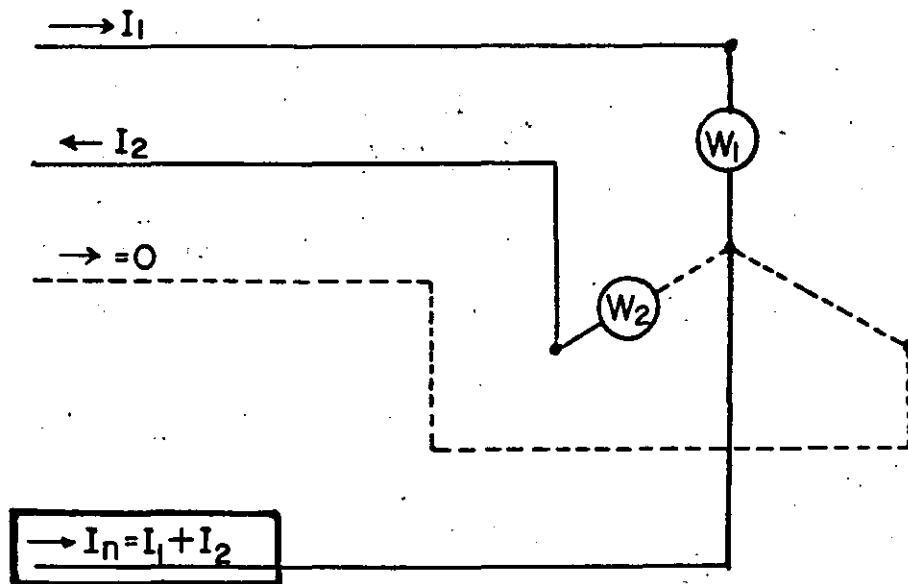 → I₁
← I₂
→ =0
→ Iₙ=I₁+I₂
W₁
W₂